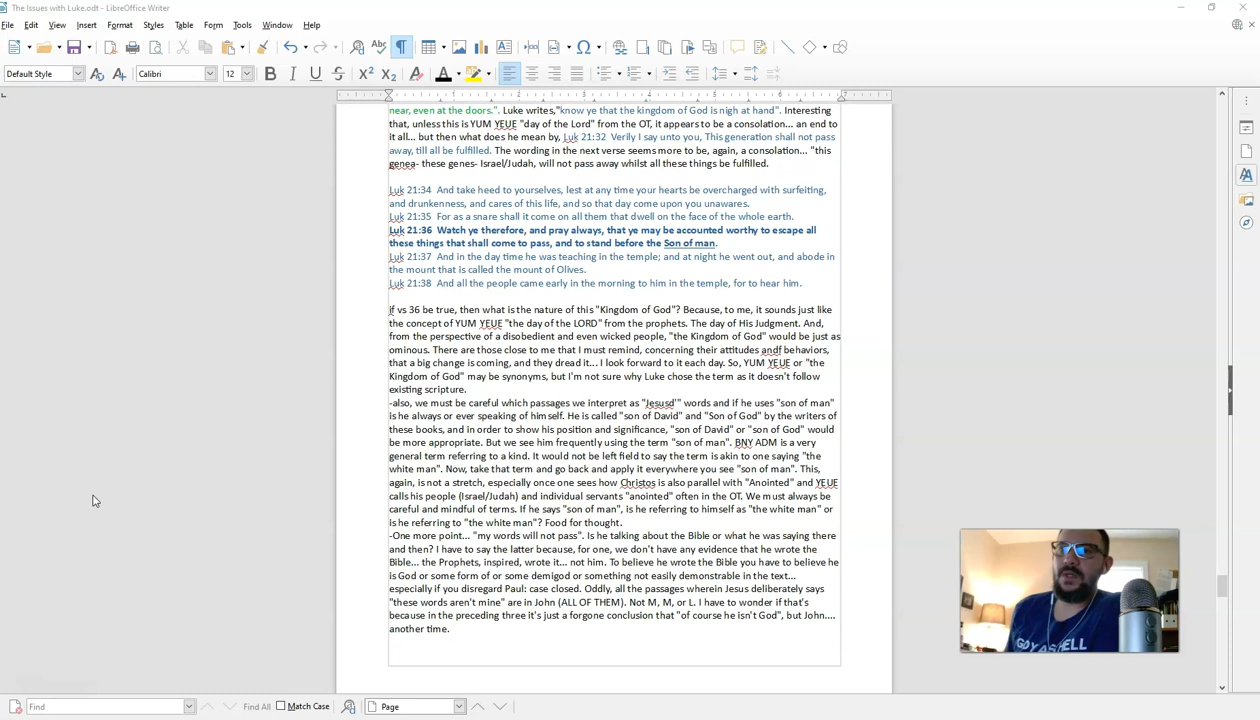 The Issues with Luke.odt - LibreOffice Writer
File Edit View Insert Format Styles Table Form Tools Window Help
Default Style Calibri 12
1 2 3 4 5 6 7
near, even at the doors.". Luke writes,"know ye that the kingdom of God is nigh at hand". Interesting
that, unless this is YUM YEUE "day of the Lord" from the OT, it appears to be a consolation... an end to
it all... but then what does he mean by, Luk 21:32 Verily I say unto you, This generation shall not pass
away, till all be fulfilled. The wording in the next verse seems more to be, again, a consolation... "this
genea- these genes- Israel/Judah, will not pass away whilst all these things be fulfilled.
Luk 21:34 And take heed to yourselves, lest at any time your hearts be overcharged with surfeiting,
and drunkenness, and cares of this life, and so that day come upon you unawares.
Luk 21:35 For as a snare shall it come on all them that dwell on the face of the whole earth.
Luk 21:36 Watch ye therefore, and pray always, that ye may be accounted worthy to escape all
these things that shall come to pass, and to stand before the Son of man.
Luk 21:37 And in the day time he was teaching in the temple; and at night he went out, and abode in
the mount that is called the mount of Olives.
Luk 21:38 And all the people came early in the morning to him in the temple, for to hear him.
if vs 36 be true, then what is the nature of this "Kingdom of God"? Because, to me, it sounds just like
the concept of YUM YEUE "the day of the LORD" from the prophets. The day of His Judgment. And,
from the perspective of a disobedient and even wicked people, "the Kingdom of God" would be just as
ominous. There are those close to me that I must remind, concerning their attitudes andf behaviors,
that a big change is coming, and they dread it... I look forward to it each day. So, YUM YEUE or "the
Kingdom of God" may be synonyms, but I'm not sure why Luke chose the term as it doesn't follow
existing scripture.
-also, we must be careful which passages we interpret as "Jesusd'" words and if he uses "son of man"
is he always or ever speaking of himself. He is called "son of David" and "Son of God" by the writers of
these books, and in order to show his position and significance, "son of David" or "son of God" would
be more appropriate. But we see him frequently using the term "son of man". BNY ADM is a very
general term referring to a kind. It would not be left field to say the term is akin to one saying "the
white man". Now, take that term and go back and apply it everywhere you see "son of man". This,
again, is not a stretch, especially once one sees how Christos is also parallel with "Anointed" and YEUE
calls his people (Israel/Judah) and individual servants "anointed" often in the OT. We must always be
careful and mindful of terms. If he says "son of man", is he referring to himself as "the white man" or
is he referring to "the white man"? Food for thought.
-One more point... "my words will not pass". Is he talking about the Bible or what he was saying there
and then? I have to say the latter because, for one, we don't have any evidence that he wrote the
Bible... the Prophets, inspired, wrote it... not him. To believe he wrote the Bible you have to believe he
is God or some form of or some demigod or something not easily demonstrable in the text...
especially if you disregard Paul: case closed. Oddly, all the passages wherein Jesus deliberately says
"these words aren't mine" are in John (ALL OF THEM). Not M, M, or L. I have to wonder if that's
because in the preceding three it's just a forgone conclusion that "of course he isn't God", but John....
another time.
Find Find All Match Case Page